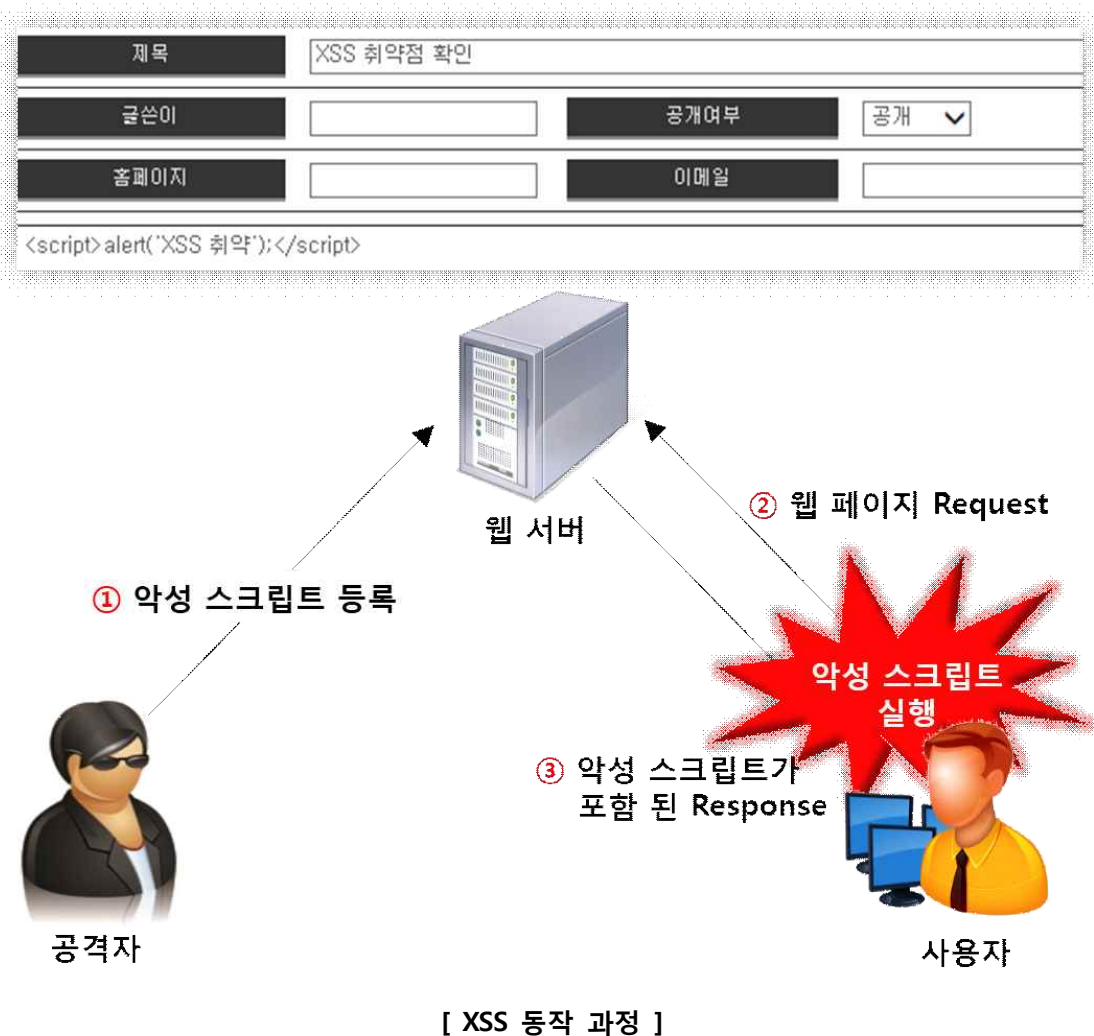 제목 XSS 취약점 확인
글쓴이 공개여부 공개
홈페이지 이메일
<script>alert('XSS 취약');</script>
웹 서버
② 웹 페이지 Request
① 악성 스크립트 등록
악성 스크립트
실행
③ 악성 스크립트가
포함 된 Response
공격자
사용자
[ XSS 동작 과정 ]